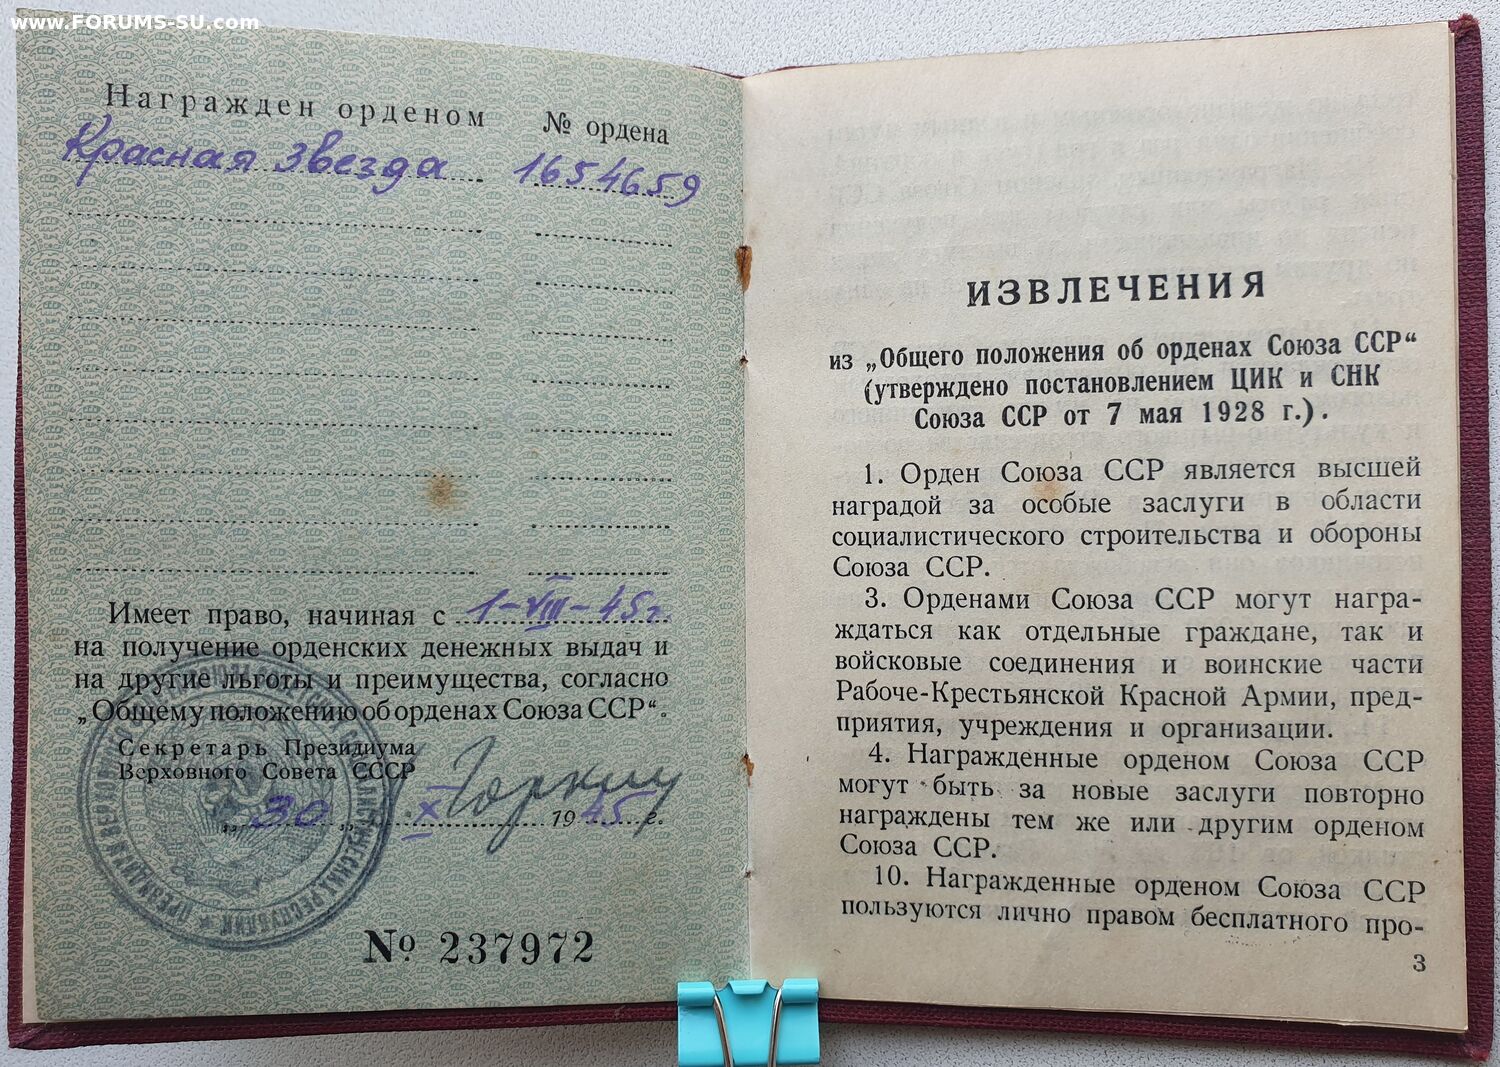 www.FORUMS-SU.com
Награжден орденом № ордена
Красная Звезда 1654659
Имеет право, начиная с 1-VIII-45г.
на получение орденских денежных выдач и
на другие льготы и преимущества, согласно
„Общему положению об орденах Союза ССР“.
Секретарь Президиума
Верховного Совета СССР
Горкин
„30“ X 1945 г.
№ 237972
ИЗВЛЕЧЕНИЯ
из „Общего положения об орденах Союза ССР“
(утверждено постановлением ЦИК и СНК
Союза ССР от 7 мая 1928 г.).
1. Орден Союза ССР является высшей
наградой за особые заслуги в области
социалистического строительства и обороны
Союза ССР.
3. Орденами Союза ССР могут награ-
ждаться как отдельные граждане, так и
войсковые соединения и воинские части
Рабоче-Крестьянской Красной Армии, пред-
приятия, учреждения и организации.
4. Награжденные орденом Союза ССР
могут быть за новые заслуги повторно
награждены тем же или другим орденом
Союза ССР.
10. Награжденные орденом Союза ССР
пользуются лично правом бесплатного про-
3